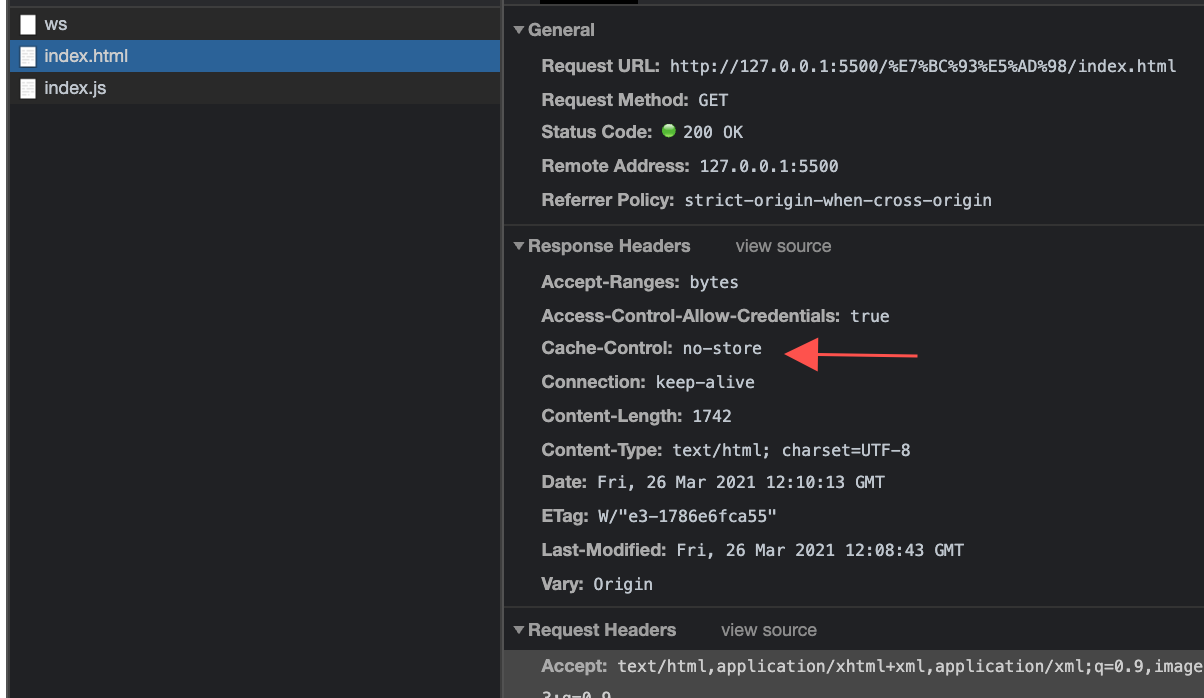 ws
index.html
index.js
General
Request URL: http://127.0.0.1:5500/%E7%BC%93%E5%AD%98/index.html
Request Method: GET
Status Code: 200 OK
Remote Address: 127.0.0.1:5500
Referrer Policy: strict-origin-when-cross-origin
Response Headers view source
Accept-Ranges: bytes
Access-Control-Allow-Credentials: true
Cache-Control: no-store
Connection: keep-alive
Content-Length: 1742
Content-Type: text/html; charset=UTF-8
Date: Fri, 26 Mar 2021 12:10:13 GMT
ETag: W/"e3-1786e6fca55"
Last-Modified: Fri, 26 Mar 2021 12:08:43 GMT
Vary: Origin
Request Headers view source
Accept: text/html,application/xhtml+xml,application/xml;q=0.9,image
3;q=0.9